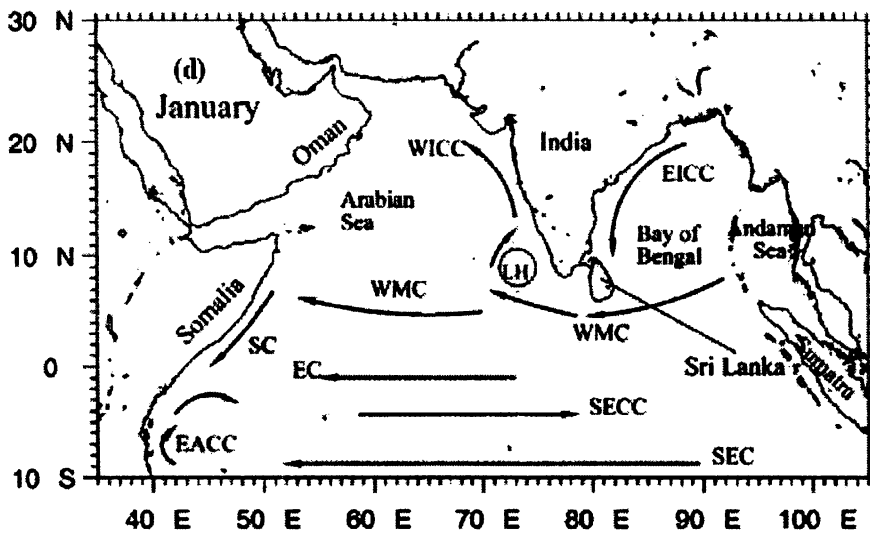 30 N
(d)
January
Oman
India
20 N
WICC
EICC
Arabian
Sea
Bay of
Bengal
Andaman
Sea
10 N
LH
WMC
Somalia
WMC
SC
0
EC
Sri Lanka
Sumatra
SECC
EACC
SEC
10 S
40 E
50 E
60 E
70 E
80 E
90 E
100 E